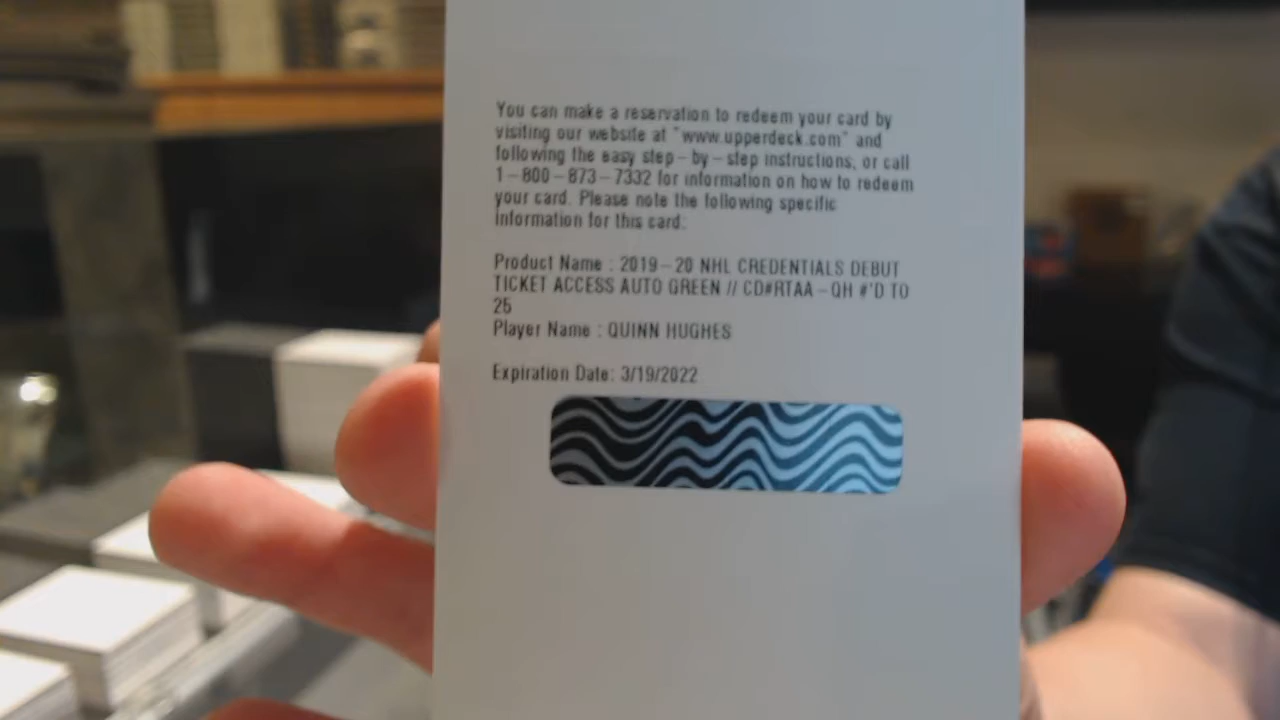 You can make a reservation to redeem your card by
visiting our website at "www.upperdeck.com" and
following the easy step-by-step instructions, or call
1-800-873-7332 for information on how to redeem
your card. Please note the following specific
information for this card:
Product Name : 2019-20 NHL CREDENTIALS DEBUT
TICKET ACCESS AUTO GREEN // CD#RTAA-QH #'D TO
25
Player Name : QUINN HUGHES
Expiration Date: 3/19/2022